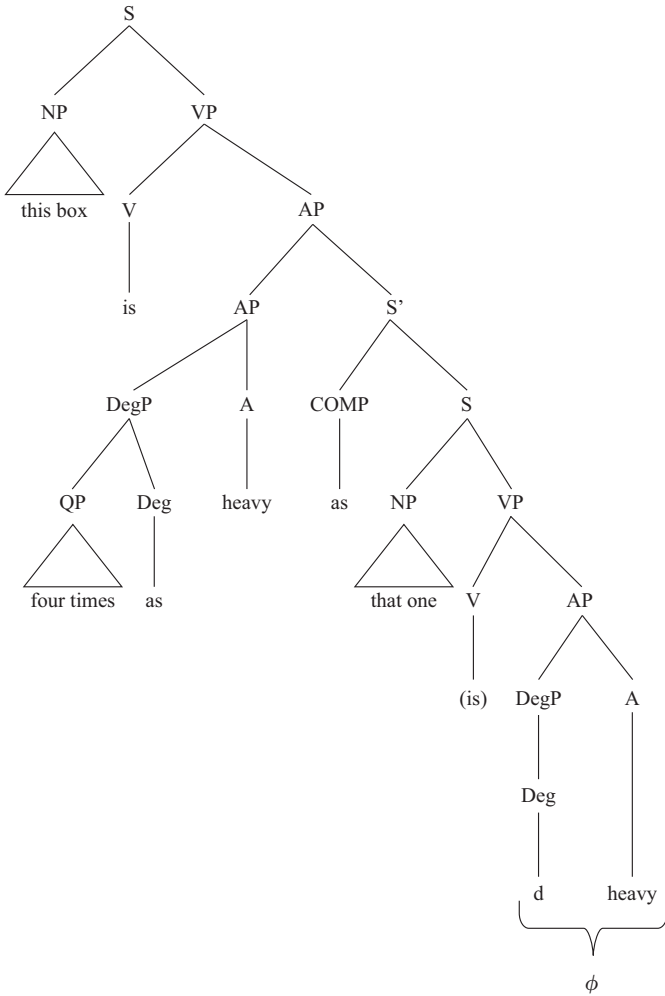 S
NP VP
this box V AP
is AP S’
DegP A COMP S
QP Deg heavy as NP VP
four times as that one V AP
(is) DegP A
Deg
d heavy
ϕ